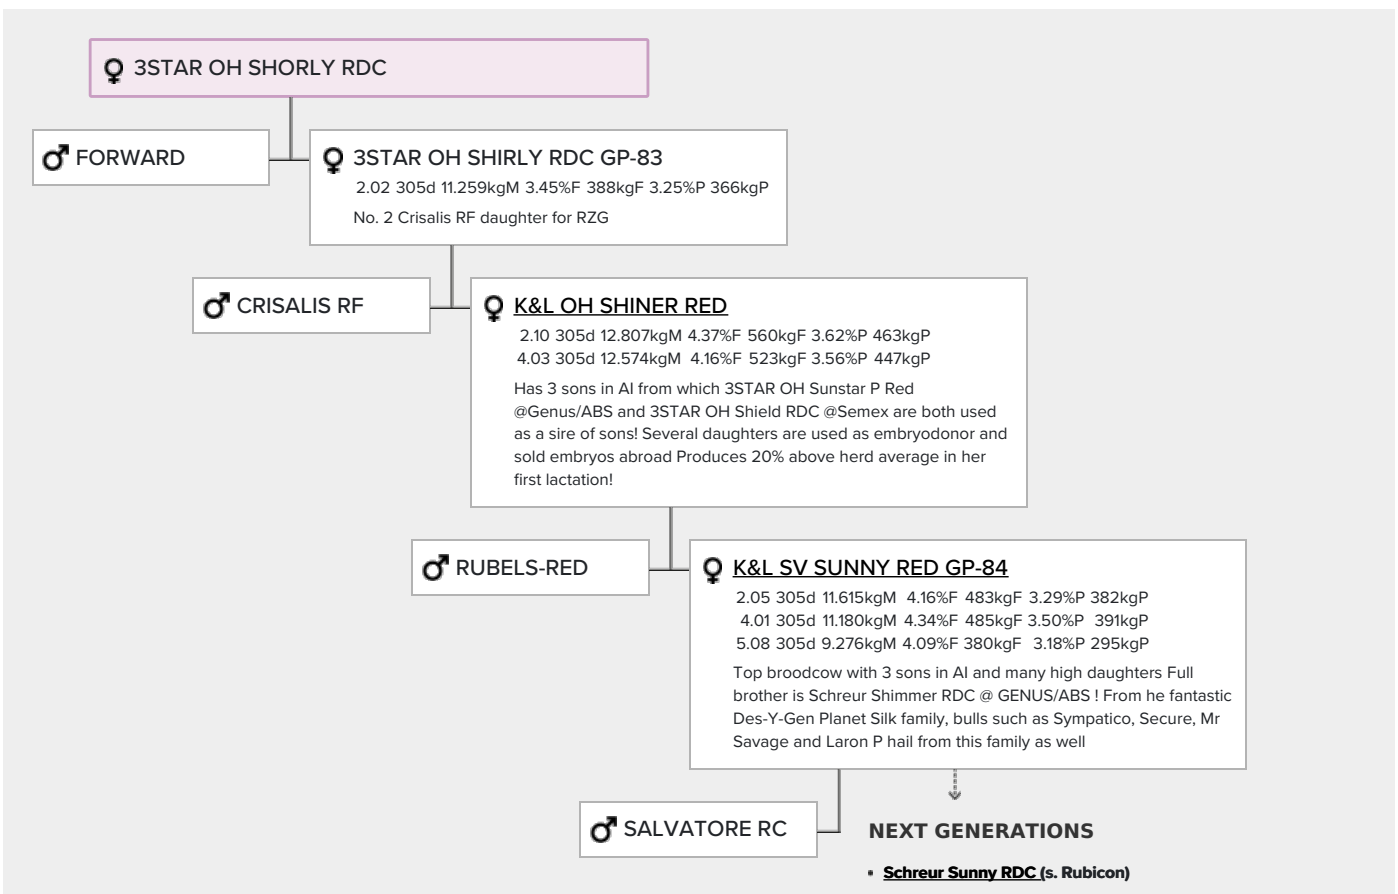 3STAR OH SHORLY RDC
FORWARD
3STAR OH SHIRLY RDC GP-83
2.02 305d 11.259kgM 3.45%F 388kgF 3.25%P 366kgP
No. 2 Crisalis RF daughter for RZG
CRISALIS RF
K&L OH SHINER RED
2.10 305d 12.807kgM 4.37%F 560kgF 3.62%P 463kgP
4.03 305d 12.574kgM 4.16%F 523kgF 3.56%P 447kgP
Has 3 sons in AI from which 3STAR OH Sunstar P Red
@Genus/ABS and 3STAR OH Shield RDC @Semex are both used
as a sire of sons! Several daughters are used as embryodonor and
sold embryos abroad Produces 20% above herd average in her
first lactation!
RUBELS-RED
K&L SV SUNNY RED GP-84
2.05 305d 11.615kgM 4.16%F 483kgF 3.29%P 382kgP
4.01 305d 11.180kgM 4.34%F 485kgF 3.50%P 391kgP
5.08 305d 9.276kgM 4.09%F 380kgF 3.18%P 295kgP
Top broodcow with 3 sons in AI and many high daughters Full
brother is Schreur Shimmer RDC @ GENUS/ABS ! From he fantastic
Des-Y-Gen Planet Silk family, bulls such as Sympatico, Secure, Mr
Savage and Laron P hail from this family as well
SALVATORE RC
NEXT GENERATIONS
• Schreur Sunny RDC (s. Rubicon)